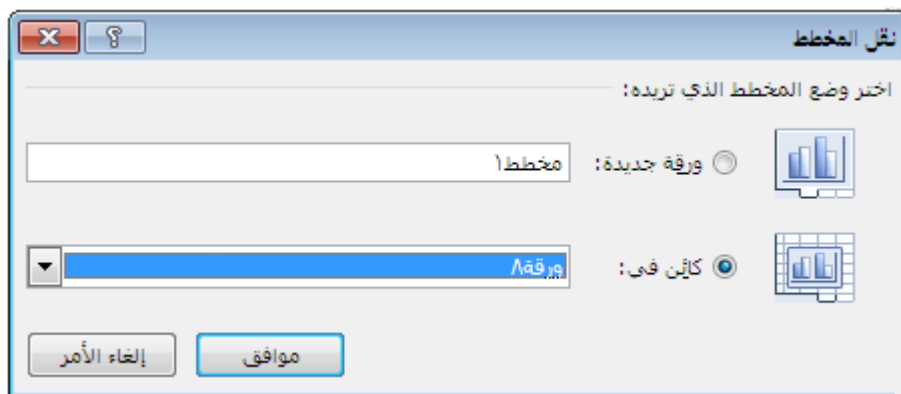 نقل المخطط
اختر وضع المخطط الذي تريده:
ورقة جديدة: مخطط١
كائن في: ورقة٨
موافق إلغاء الأمر